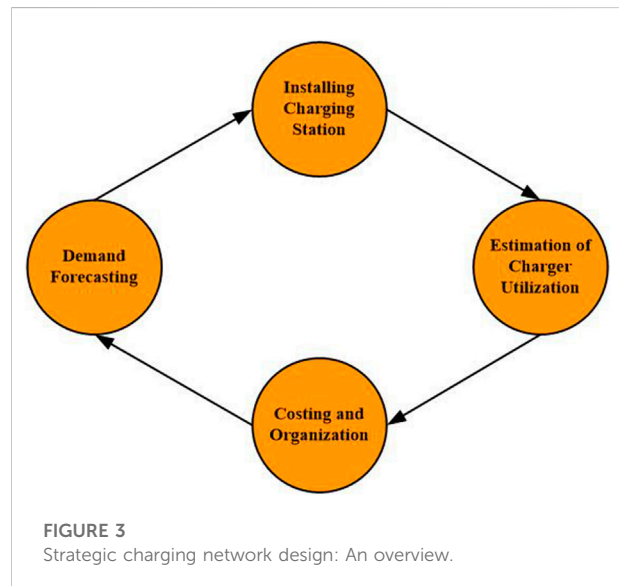 Installing
Charging
Station
Demand
Forecasting
Estimation of
Charger
Utilization
Costing and
Organization
FIGURE 3
Strategic charging network design: An overview.